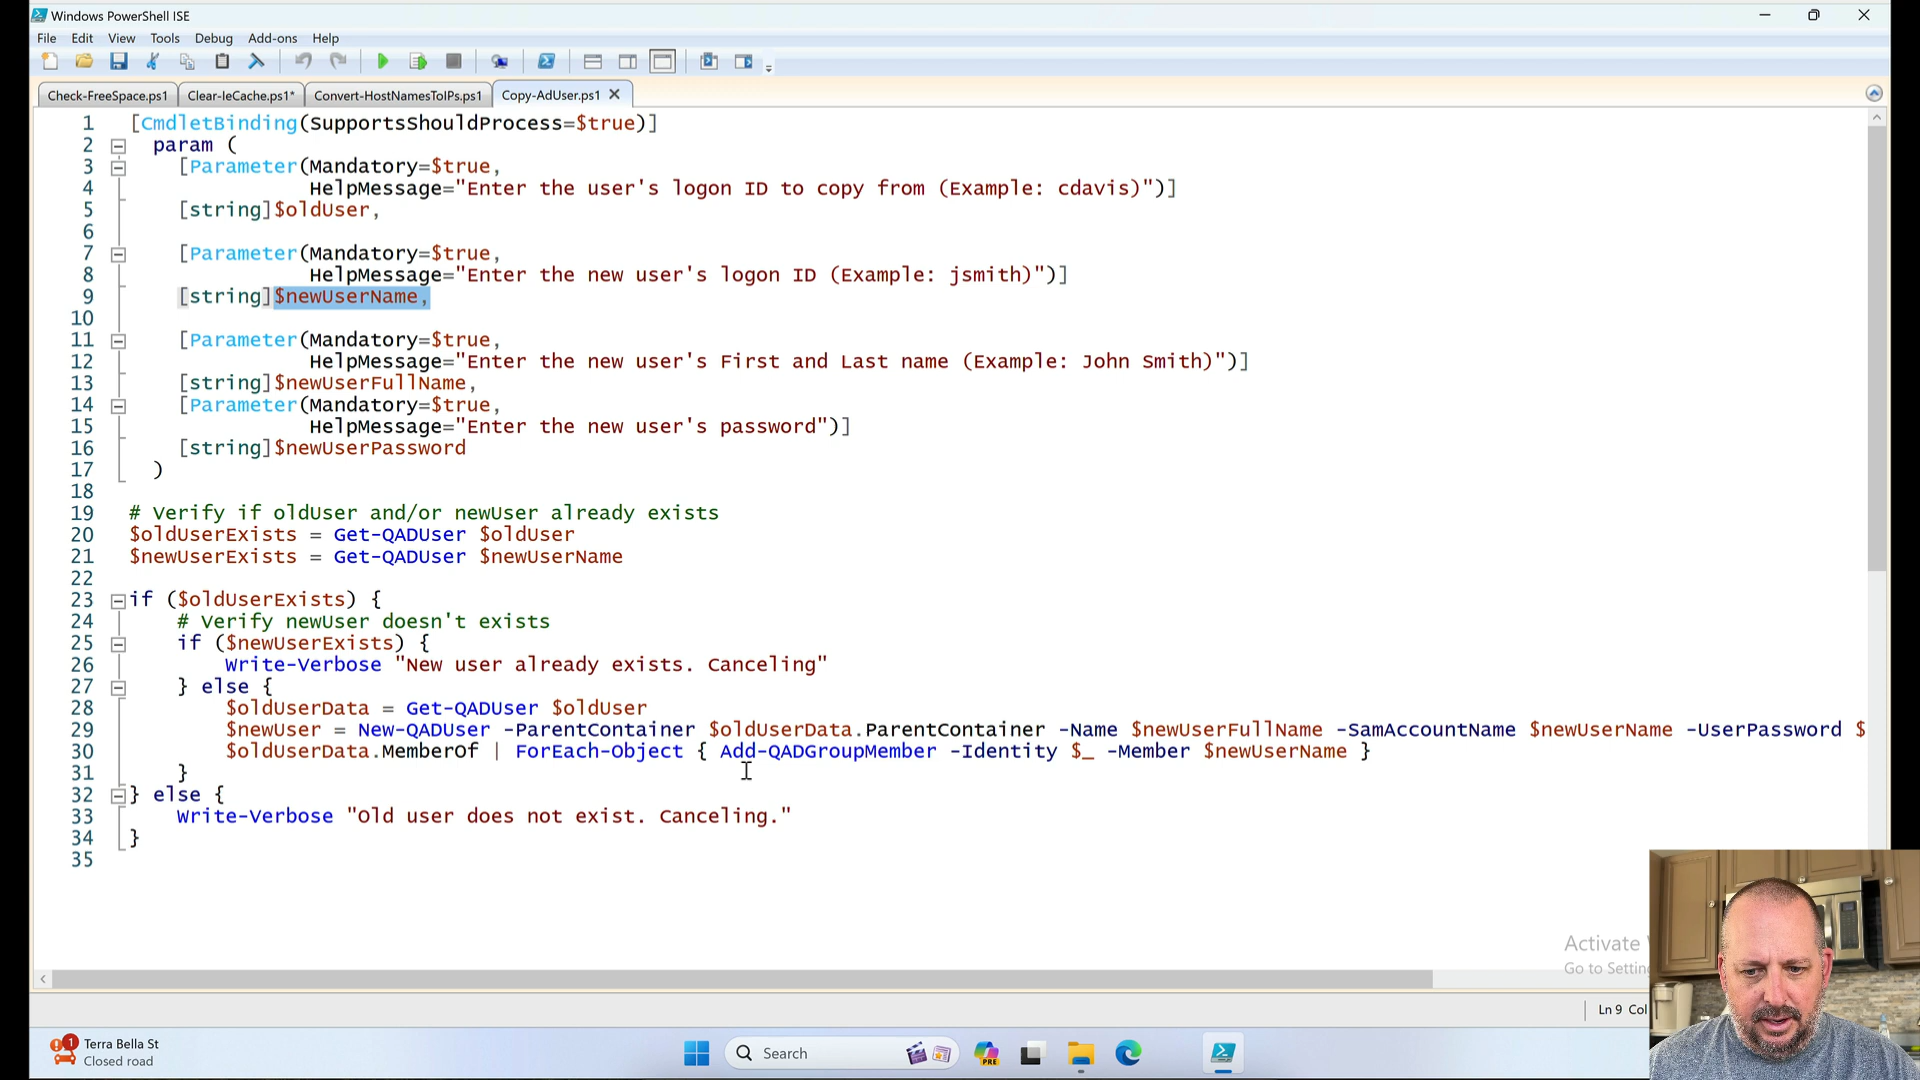 Windows PowerShell ISE
File Edit View Tools Debug Add-ons Help
Check-FreeSpace.ps1 Clear-IeCache.ps1* Convert-HostNamesToIPs.ps1 Copy-AdUser.ps1
1 [CmdletBinding(SupportsShouldProcess=$true)]
2 param (
3 [Parameter(Mandatory=$true,
4 HelpMessage="Enter the user's logon ID to copy from (Example: cdavis)")]
5 [string]$oldUser,
6
7 [Parameter(Mandatory=$true,
8 HelpMessage="Enter the new user's logon ID (Example: jsmith)")]
9 [string]$newUserName,
10
11 [Parameter(Mandatory=$true,
12 HelpMessage="Enter the new user's First and Last name (Example: John Smith)")]
13 [string]$newUserFullName,
14 [Parameter(Mandatory=$true,
15 HelpMessage="Enter the new user's password")]
16 [string]$newUserPassword
17 )
18
19 # Verify if oldUser and/or newUser already exists
20 $oldUserExists = Get-QADUser $oldUser
21 $newUserExists = Get-QADUser $newUserName
22
23 if ($oldUserExists) {
24 # Verify newUser doesn't exists
25 if ($newUserExists) {
26 Write-Verbose "New user already exists. Canceling"
27 } else {
28 $oldUserData = Get-QADUser $oldUser
29 $newUser = New-QADUser -ParentContainer $oldUserData.ParentContainer -Name $newUserFullName -SamAccountName $newUserName -UserPassword $
30 $oldUserData.MemberOf | ForEach-Object { Add-QADGroupMember -Identity $_ -Member $newUserName }
31 }
32 } else {
33 Write-Verbose "Old user does not exist. Canceling."
34 }
35
Activate
Go to Settin
Ln 9 Col
1 Terra Bella St
Closed road
Search
PRE